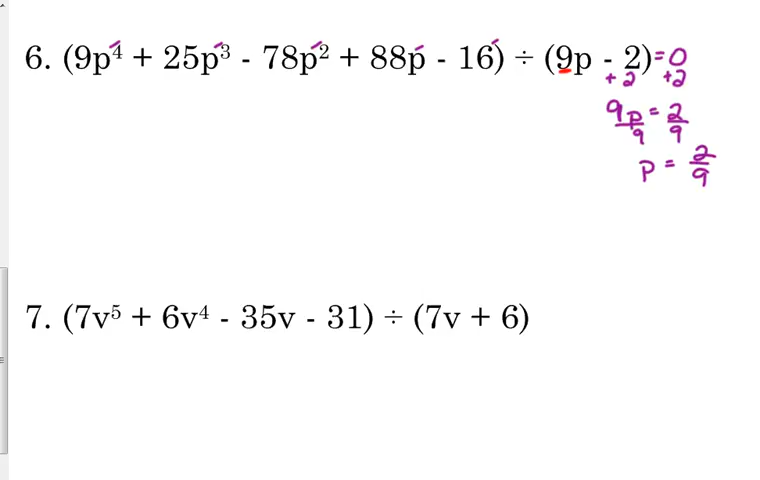 6. (9p⁴ + 25p³ - 78p² + 88p - 16) ÷ (9p - 2) = 0
+ 2 +2
9p/9 = 2/9
p = 2/9
7. (7v⁵ + 6v⁴ - 35v - 31) ÷ (7v + 6)